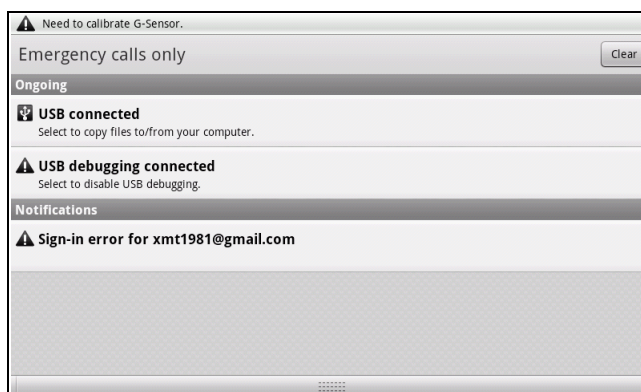 Need to calibrate G-Sensor.
Emergency calls only
Clear
Ongoing
USB connected
Select to copy files to/from your computer.
USB debugging connected
Select to disable USB debugging.
Notifications
Sign-in error for xmt1981@gmail.com